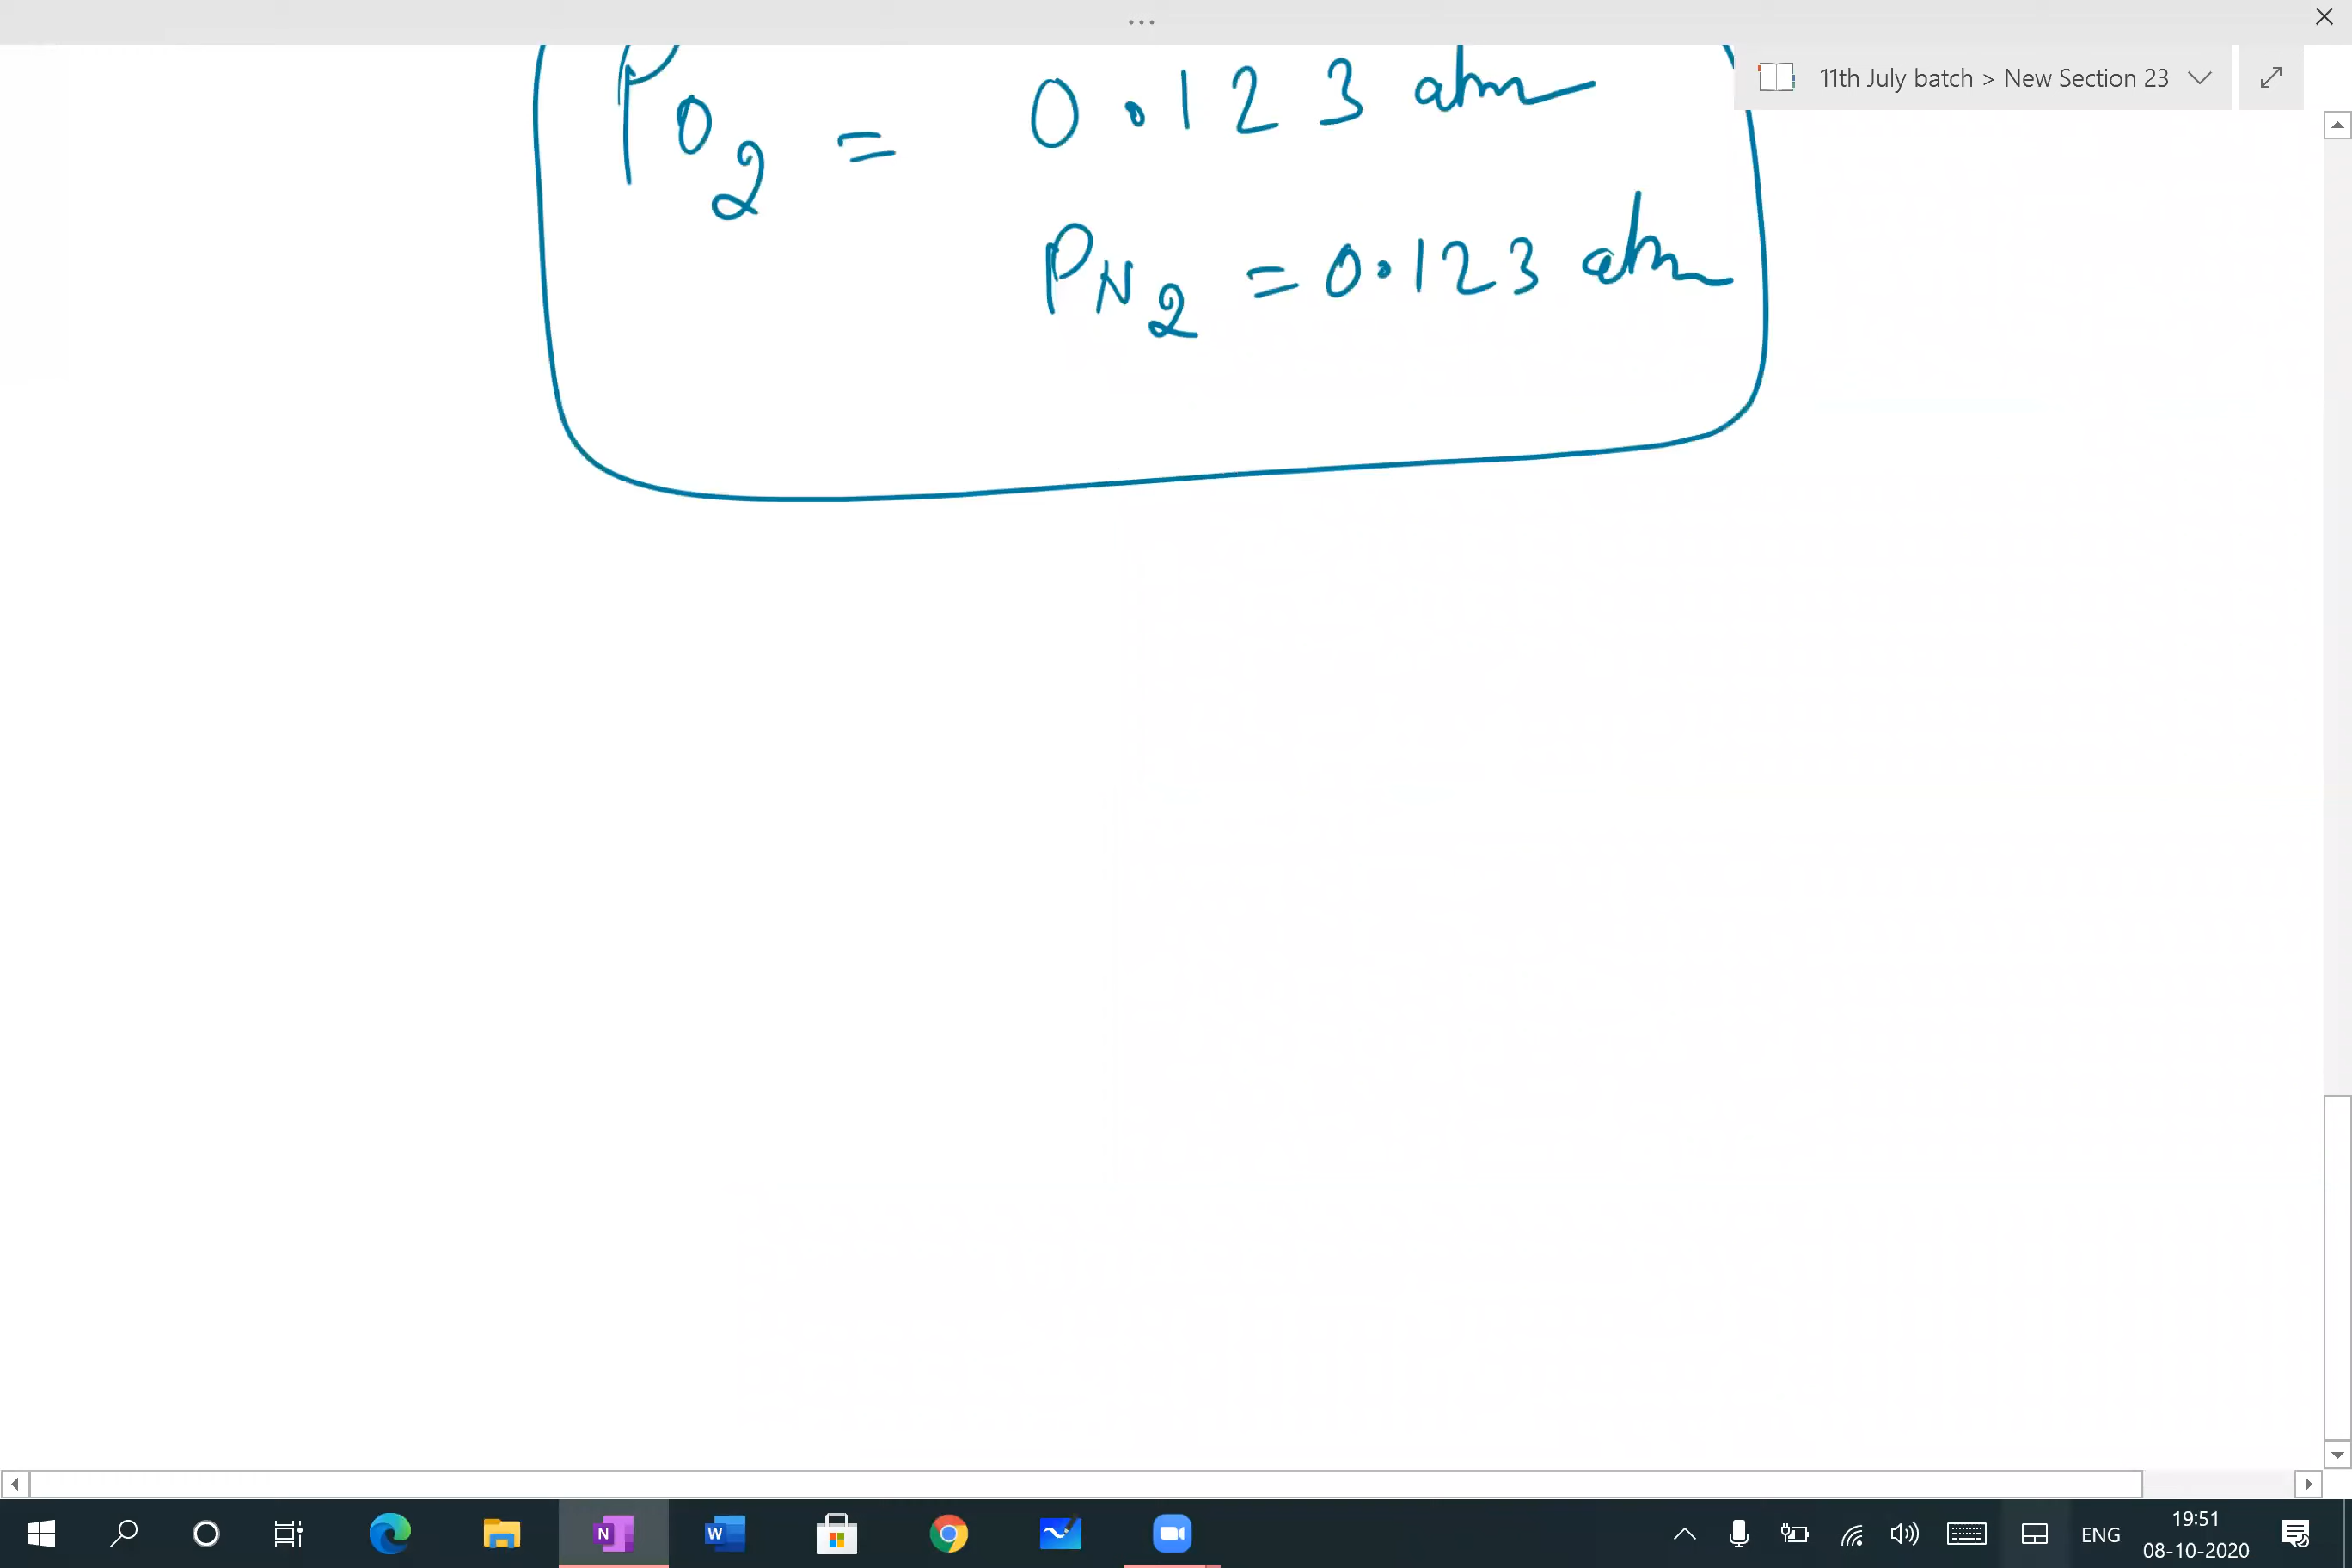 11th July batch > New Section 23
PO2 = 0.123 atm
PN2 = 0.123 atm
N
W
ENG
19:51
08-10-2020